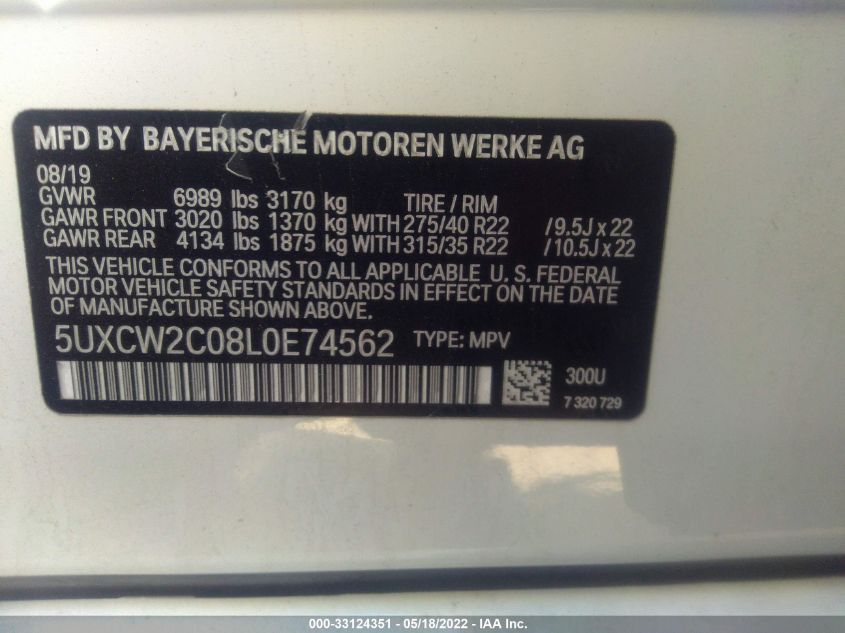 MFD BY BAYERISCHE MOTOREN WERKE AG
08/19
GVWR 6989 lbs 3170 kg TIRE / RIM
GAWR FRONT 3020 lbs 1370 kg WITH 275/40 R22 /9.5J x 22
GAWR REAR 4134 lbs 1875 kg WITH 315/35 R22 /10.5J x 22
THIS VEHICLE CONFORMS TO ALL APPLICABLE U. S. FEDERAL
MOTOR VEHICLE SAFETY STANDARDS IN EFFECT ON THE DATE
OF MANUFACTURE SHOWN ABOVE.
5UXCW2C08L0E74562 TYPE: MPV
300U
7 320 729
000-33124351 — 05/18/2022 — IAA Inc.